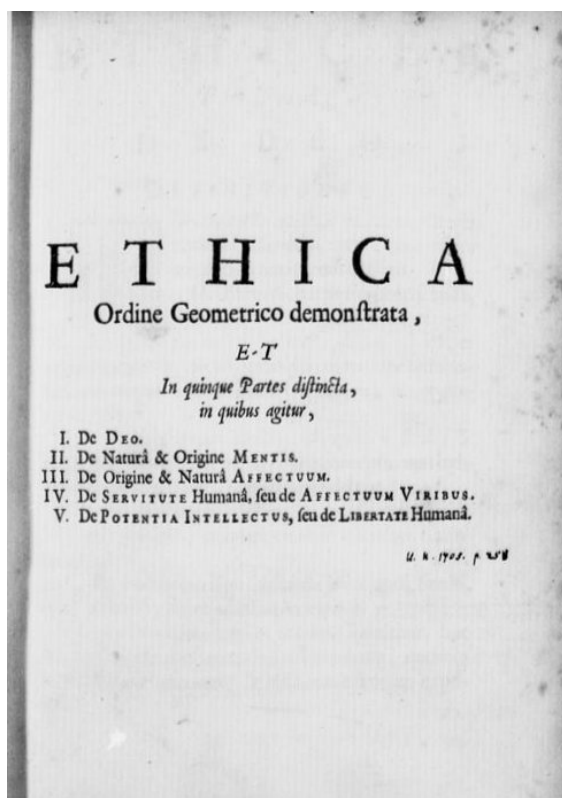 ETHICA
Ordine Geometrico demonſtrata,
ET
In quinque Partes diſtincta,
in quibus agitur,
I. De DEO.
II. De Naturâ & Origine MENTIS.
III. De Origine & Naturâ AFFECTUUM.
IV. De SERVITUTE Humanâ, ſeu de AFFECTUUM VIRIBUS.
V. De POTENTIA INTELLECTUS, ſeu de LIBERTATE Humanâ.